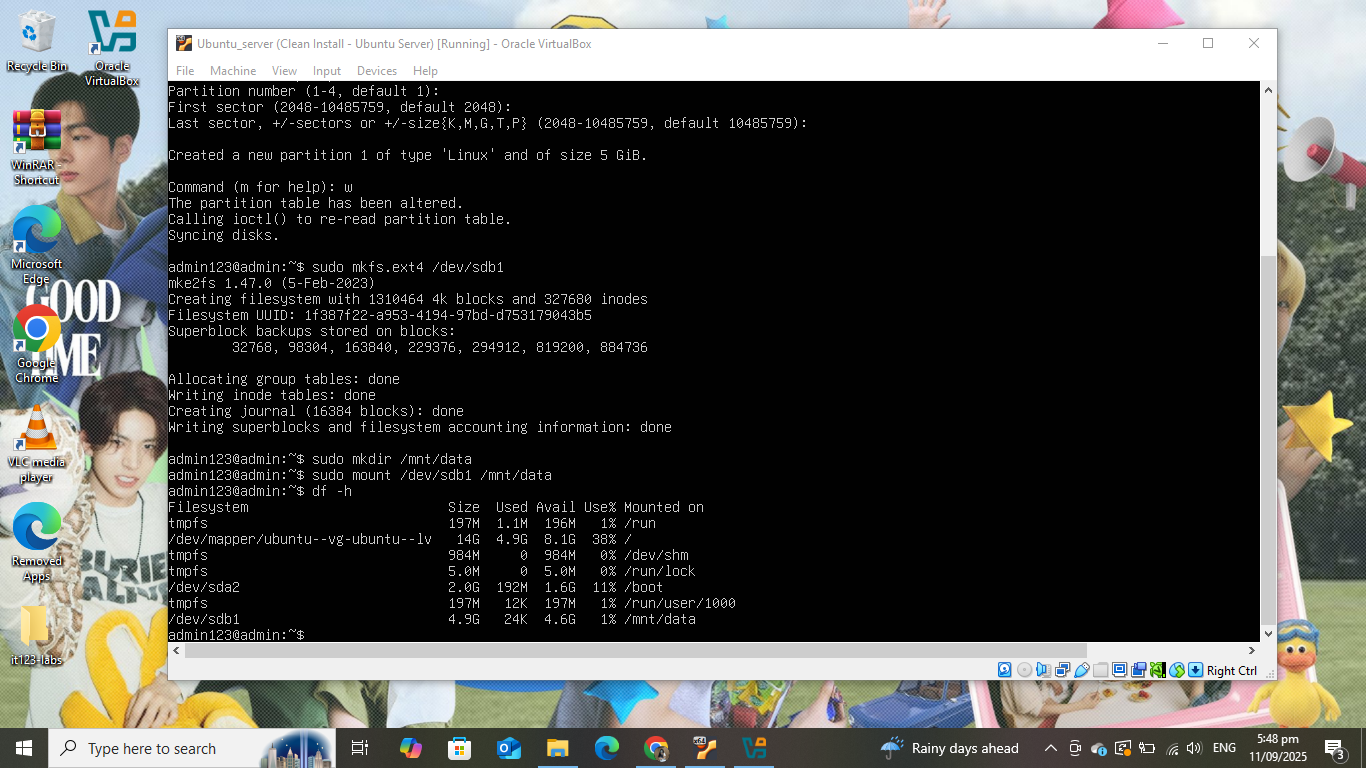 Recycle Bin
Oracle
VirtualBox
WinRAR -
Shortcut
Microsoft
Edge
GOOD
TIME
Google
Chrome
VLC media
player
Removed
Apps
it123-labs
Ubuntu_server (Clean Install - Ubuntu Server) [Running] - Oracle VirtualBox
File Machine View Input Devices Help
Partition number (1-4, default 1):
First sector (2048-10485759, default 2048):
Last sector, +/-sectors or +/-size{K,M,G,T,P} (2048-10485759, default 10485759):
Created a new partition 1 of type 'Linux' and of size 5 GiB.
Command (m for help): w
The partition table has been altered.
Calling ioctl() to re-read partition table.
Syncing disks.
admin123@admin:~$ sudo mkfs.ext4 /dev/sdb1
mke2fs 1.47.0 (5-Feb-2023)
Creating filesystem with 1310464 4k blocks and 327680 inodes
Filesystem UUID: 1f387f22-a953-4194-97bd-d753179043b5
Superblock backups stored on blocks:
32768, 98304, 163840, 229376, 294912, 819200, 884736
Allocating group tables: done
Writing inode tables: done
Creating journal (16384 blocks): done
Writing superblocks and filesystem accounting information: done
admin123@admin:~$ sudo mkdir /mnt/data
admin123@admin:~$ sudo mount /dev/sdb1 /mnt/data
admin123@admin:~$ df -h
Filesystem Size Used Avail Use% Mounted on
tmpfs 197M 1.1M 196M 1% /run
/dev/mapper/ubuntu--vg-ubuntu--lv 14G 4.9G 8.1G 38% /
tmpfs 984M 0 984M 0% /dev/shm
tmpfs 5.0M 0 5.0M 0% /run/lock
/dev/sda2 2.0G 192M 1.6G 11% /boot
tmpfs 197M 12K 197M 1% /run/user/1000
/dev/sdb1 4.9G 24K 4.6G 1% /mnt/data
admin123@admin:~$
Right Ctrl
Type here to search
Rainy days ahead
ENG
5:48 pm
11/09/2025
3